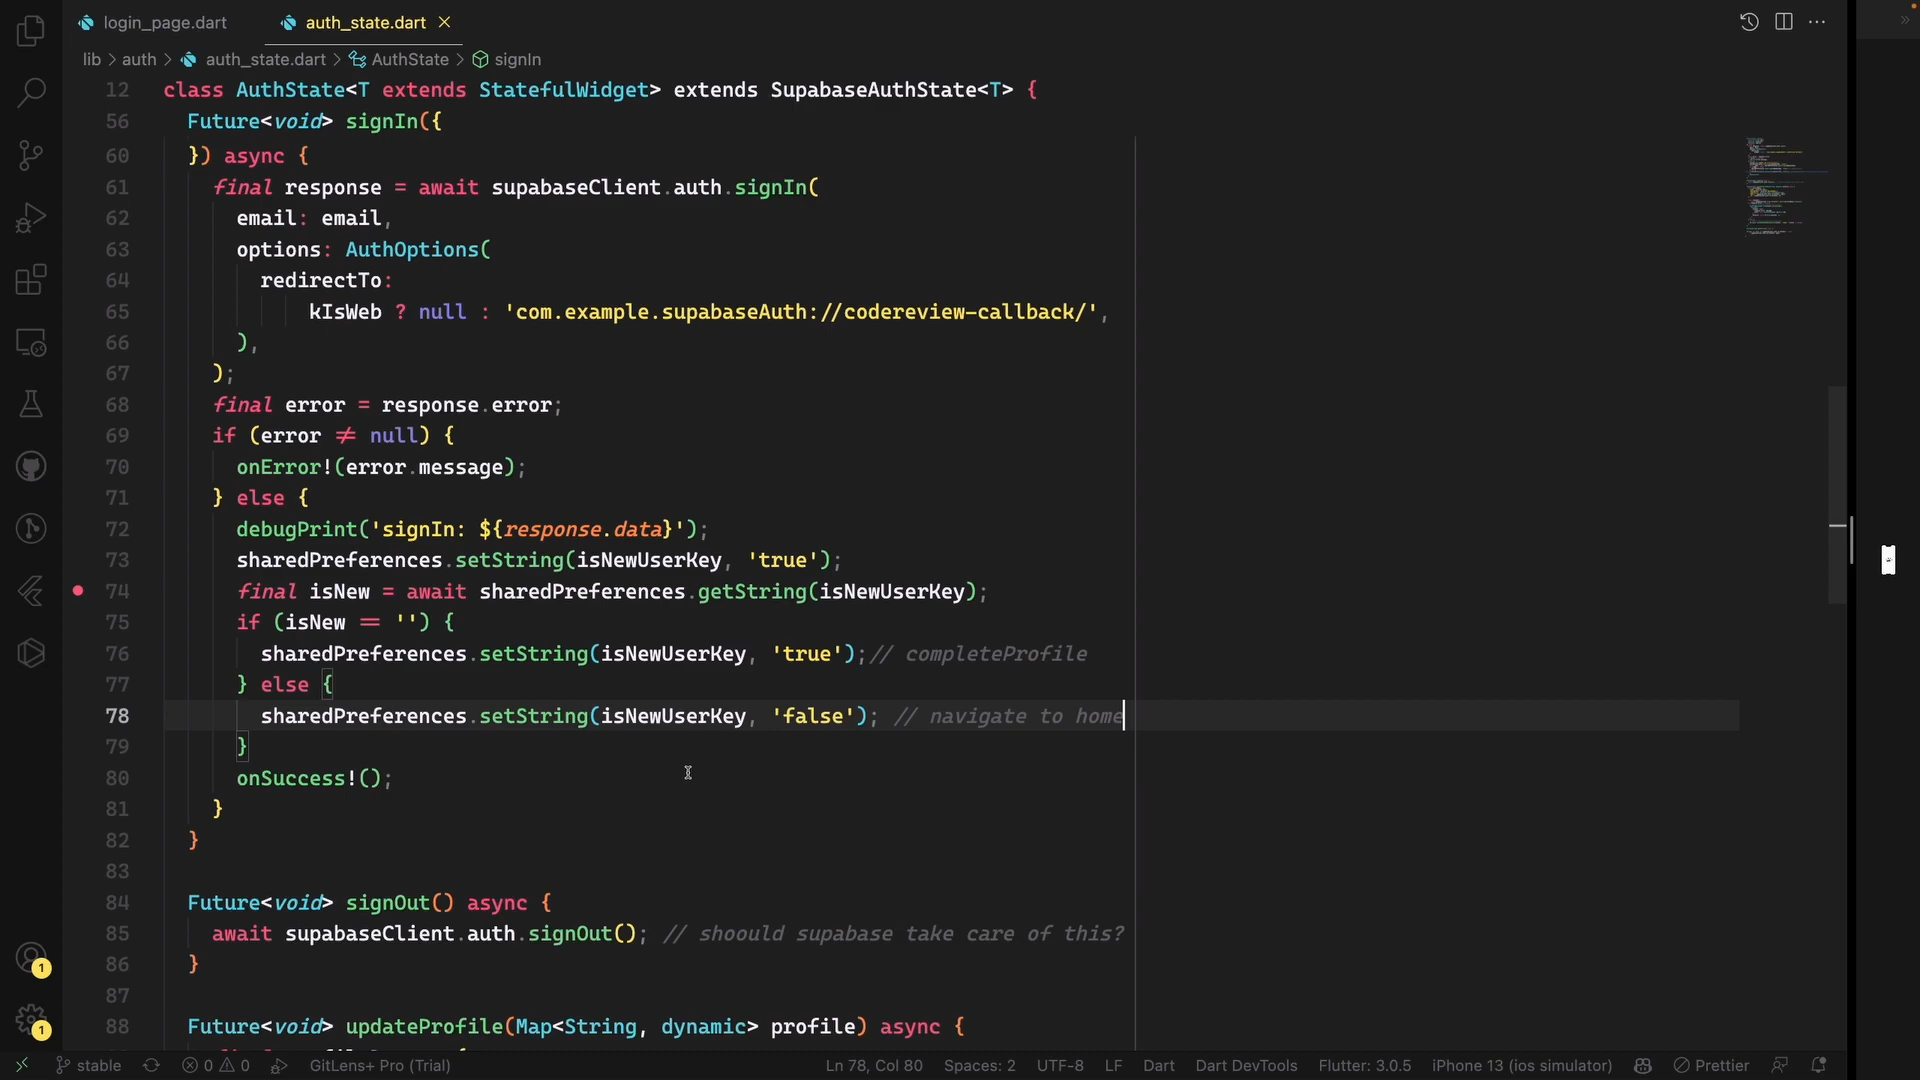 login_page.dart
auth_state.dart
lib > auth > auth_state.dart > AuthState > signIn
12 class AuthState<T extends StatefulWidget> extends SupabaseAuthState<T> {
56 Future<void> signIn({
60 }) async {
61 final response = await supabaseClient.auth.signIn(
62 email: email,
63 options: AuthOptions(
64 redirectTo:
65 kIsWeb ? null : 'com.example.supabaseAuth://codereview-callback/',
66 ),
67 );
68 final error = response.error;
69 if (error != null) {
70 onError!(error.message);
71 } else {
72 debugPrint('signIn: ${response.data}');
73 sharedPreferences.setString(isNewUserKey, 'true');
74 final isNew = await sharedPreferences.getString(isNewUserKey);
75 if (isNew == '') {
76 sharedPreferences.setString(isNewUserKey, 'true');// completeProfile
77 } else {
78 sharedPreferences.setString(isNewUserKey, 'false'); // navigate to home
79 }
80 onSuccess!();
81 }
82 }
83
84 Future<void> signOut() async {
85 await supabaseClient.auth.signOut(); // shoould supabase take care of this?
86 }
87
88 Future<void> updateProfile(Map<String, dynamic> profile) async {
1
1
stable 0 0 GitLens+ Pro (Trial) Ln 78, Col 80 Spaces: 2 UTF-8 LF Dart Dart DevTools Flutter: 3.0.5 iPhone 13 (ios simulator) Prettier